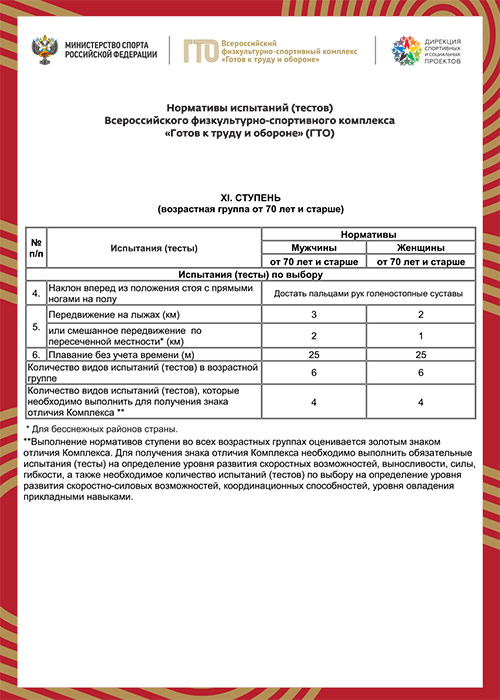 МИНИСТЕРСТВО СПОРТА
РОССИЙСКОЙ ФЕДЕРАЦИИ
ГТО
Всероссийский
физкультурно-спортивный комплекс
«Готов к труду и обороне»
ДИРЕКЦИЯ
СПОРТИВНЫХ
И СОЦИАЛЬНЫХ
ПРОЕКТОВ
Нормативы испытаний (тестов)
Всероссийского физкультурно-спортивного комплекса
«Готов к труду и обороне» (ГТО)
XI. СТУПЕНЬ
(возрастная группа от 70 лет и старше)
№
п/п
Испытания (тесты)
Нормативы
Мужчины
Женщины
от 70 лет и старше
от 70 лет и старше
Испытания (тесты) по выбору
4.
Наклон вперед из положения стоя с прямыми
ногами на полу
Достать пальцами рук голеностопные суставы
5.
Передвижение на лыжах (км)
3
2
или смешанное передвижение по
пересеченной местности* (км)
2
1
6.
Плавание без учета времени (м)
25
25
Количество видов испытаний (тестов) в возрастной
группе
6
6
Количество видов испытаний (тестов), которые
необходимо выполнить для получения знака
отличия Комплекса **
4
4
* Для бесснежных районов страны.
**Выполнение нормативов ступени во всех возрастных группах оценивается золотым знаком
отличия Комплекса. Для получения знака отличия Комплекса необходимо выполнить обязательные
испытания (тесты) на определение уровня развития скоростных возможностей, выносливости, силы,
гибкости, а также необходимое количество испытаний (тестов) по выбору на определение уровня
развития скоростно-силовых возможностей, координационных способностей, уровня овладения
прикладными навыками.